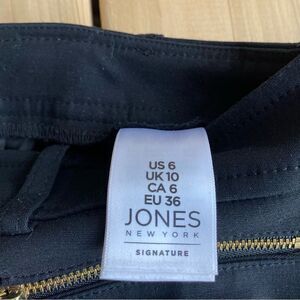 US 6
UK 10
CA 6
EU 36
JONES
NEW YORK
SIGNATURE